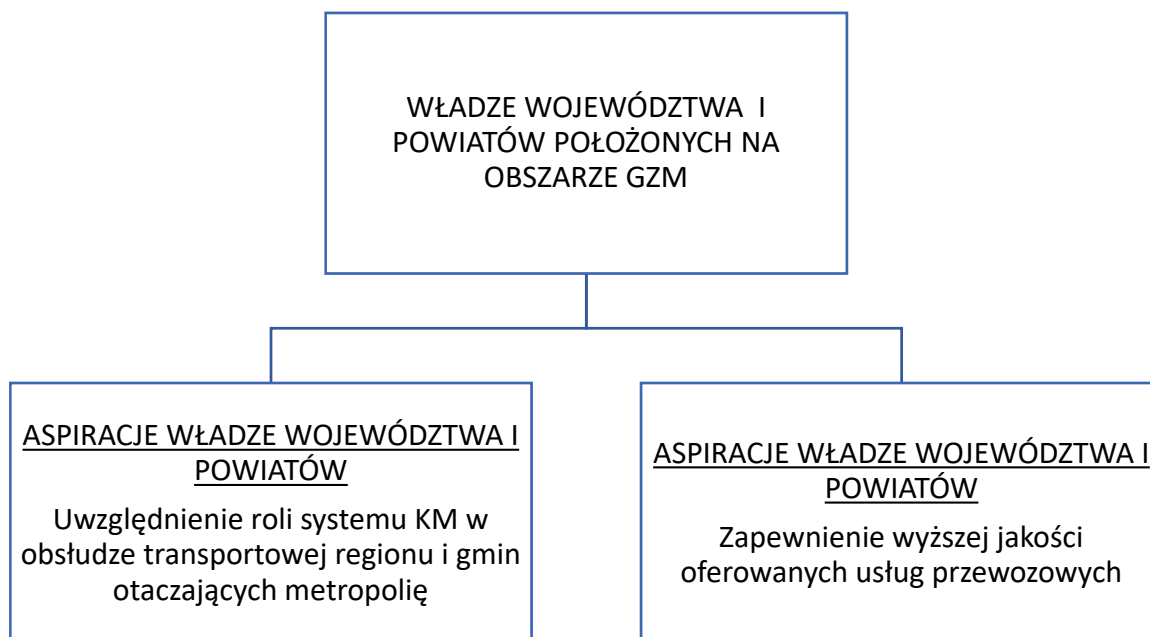 WŁADZE WOJEWÓDZTWA I
POWIATÓW POŁOŻONYCH NA
OBSZARZE GZM
ASPIRACJE WŁADZE WOJEWÓDZTWA I
POWIATÓW
Uwzględnienie roli systemu KM w
obsłudze transportowej regionu i gmin
otaczających metropolię
ASPIRACJE WŁADZE WOJEWÓDZTWA I
POWIATÓW
Zapewnienie wyższej jakości
oferowanych usług przewozowych